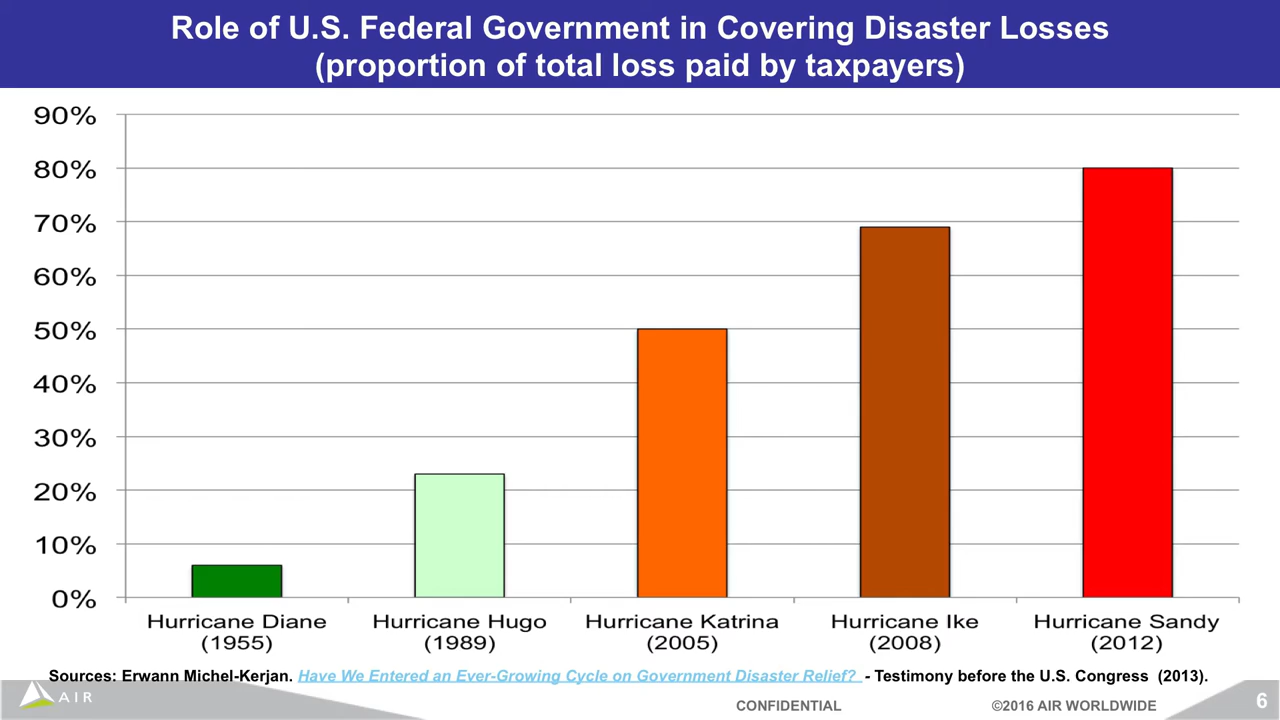 Role of U.S. Federal Government in Covering Disaster Losses
(proportion of total loss paid by taxpayers)
90%
80%
70%
60%
50%
40%
30%
20%
10%
0%
Hurricane Diane (1955)
Hurricane Hugo (1989)
Hurricane Katrina (2005)
Hurricane Ike (2008)
Hurricane Sandy (2012)
Sources: Erwann Michel-Kerjan. Have We Entered an Ever-Growing Cycle on Government Disaster Relief? - Testimony before the U.S. Congress (2013).
AIR
CONFIDENTIAL
©2016 AIR WORLDWIDE
6